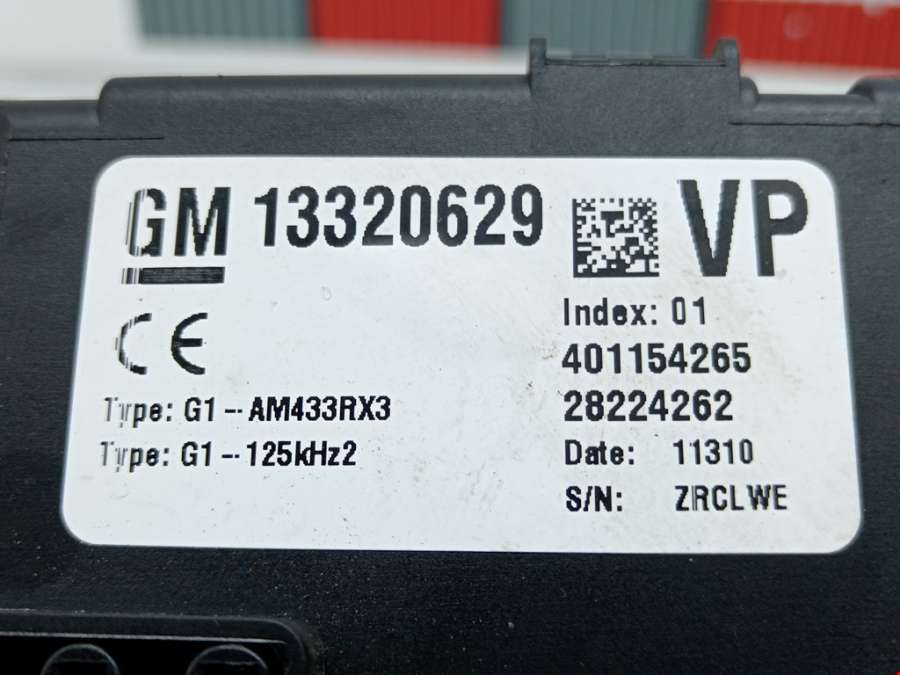 GM 13320629 VP
CE
Index: 01
401154265
Type: G1--AM433RX3
28224262
Type: G1--125kHz2
Date: 11310
S/N: ZRCLWE